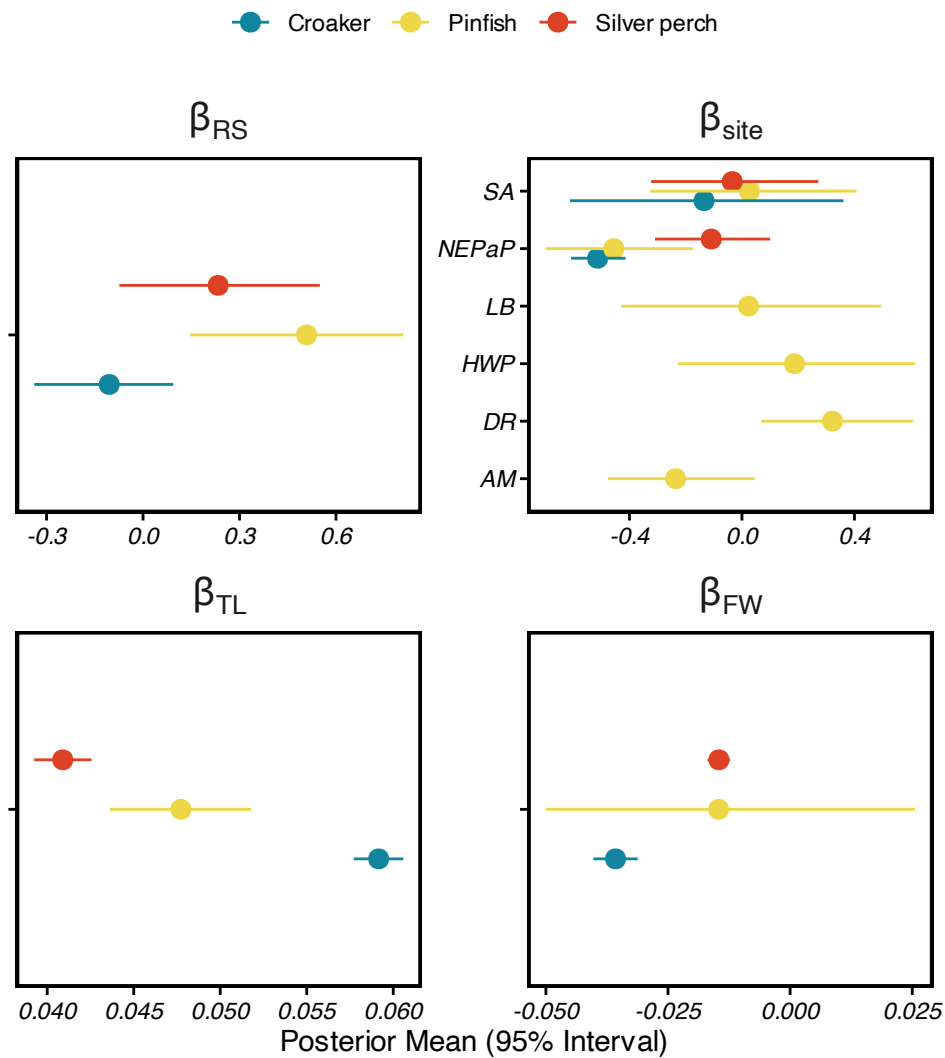 Croaker Pinfish Silver perch
βRS
βsite
SA
NEPaP
LB
HWP
DR
AM
-0.3 0.0 0.3 0.6
-0.4 0.0 0.4
βTL
βFW
0.040 0.045 0.050 0.055 0.060
-0.050 -0.025 0.000 0.025
Posterior Mean (95% Interval)